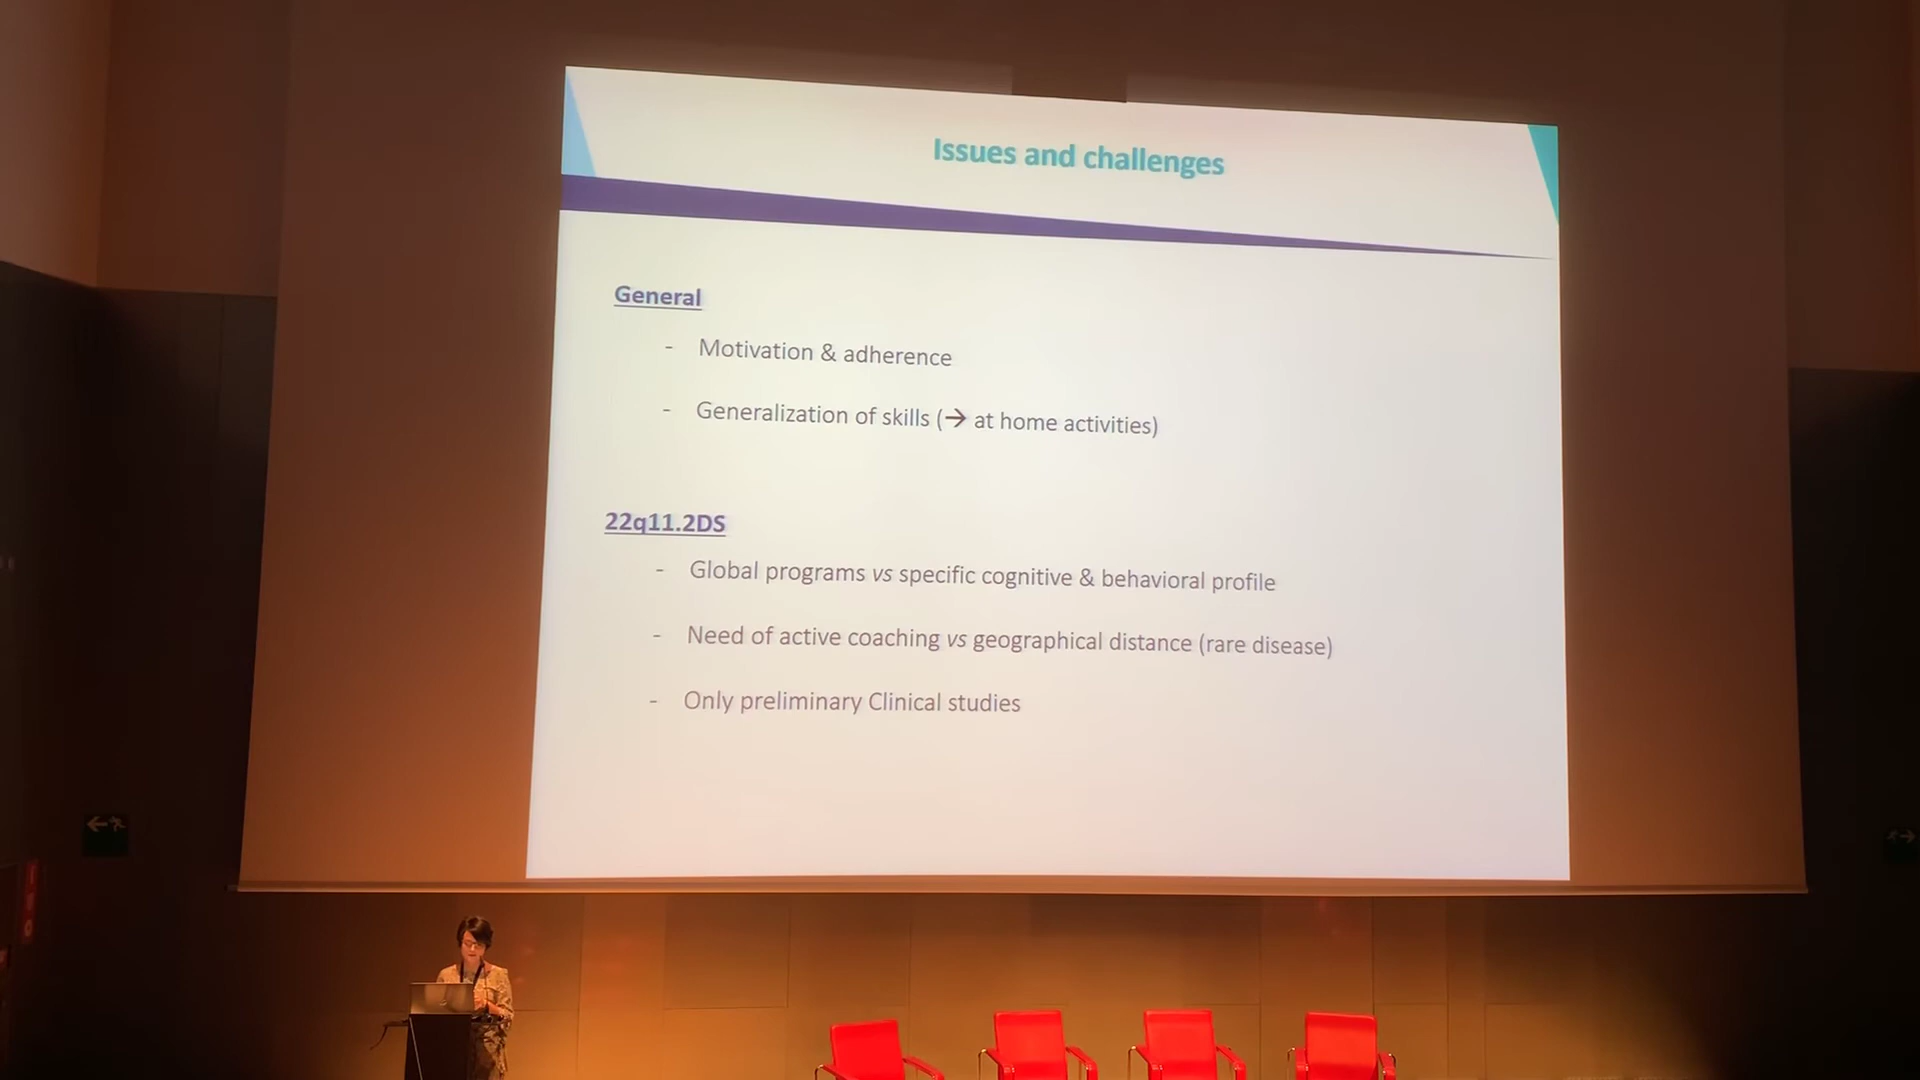 Issues and challenges
General
- Motivation & adherence
- Generalization of skills (→ at home activities)
22q11.2DS
- Global programs vs specific cognitive & behavioral profile
- Need of active coaching vs geographical distance (rare disease)
- Only preliminary Clinical studies